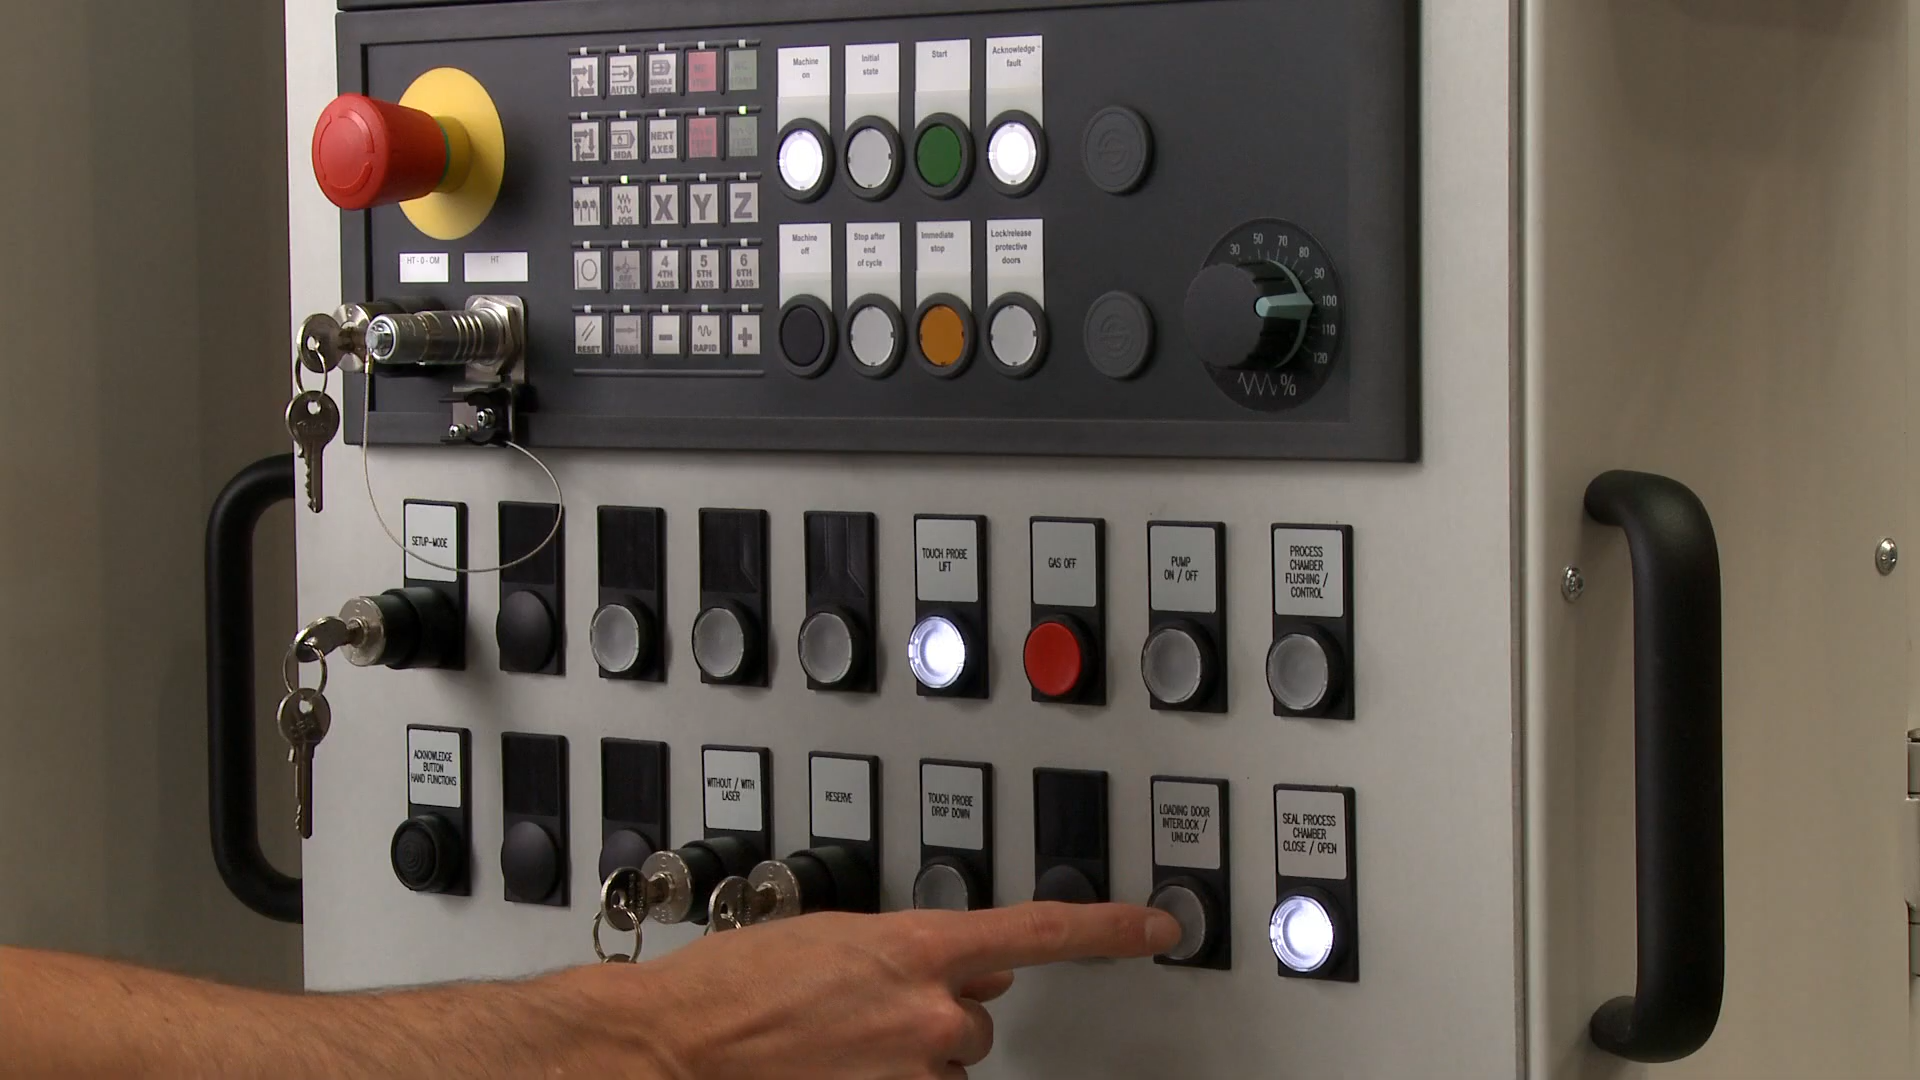 Machine
on
Initial
state
Start
Acknowledge
fault
AUTO
SINGLE
BLOCK
MDA
NEXT
AXES
JOG
X
Y
Z
4
4TH
AXIS
5
5TH
AXIS
6
6TH
AXIS
RESET
[VAR]
-
RAPID
+
Machine
off
Stop after
end
of cycle
Immediate
stop
Lock/release
protective
doors
30
50
70
80
90
100
110
120
%
HT - 0 - OM
HT
SETUP-MODE
TOUCH PROBE
LIFT
GAS OFF
PUMP
ON / OFF
PROCESS
CHAMBER
FLUSHING /
CONTROL
ACKNOWLEDGE
BUTTON
HAND FUNCTIONS
WITHOUT / WITH
LASER
RESERVE
TOUCH PROBE
DROP DOWN
LOADING DOOR
INTERLOCK /
UNLOCK
SEAL PROCESS
CHAMBER
CLOSE / OPEN